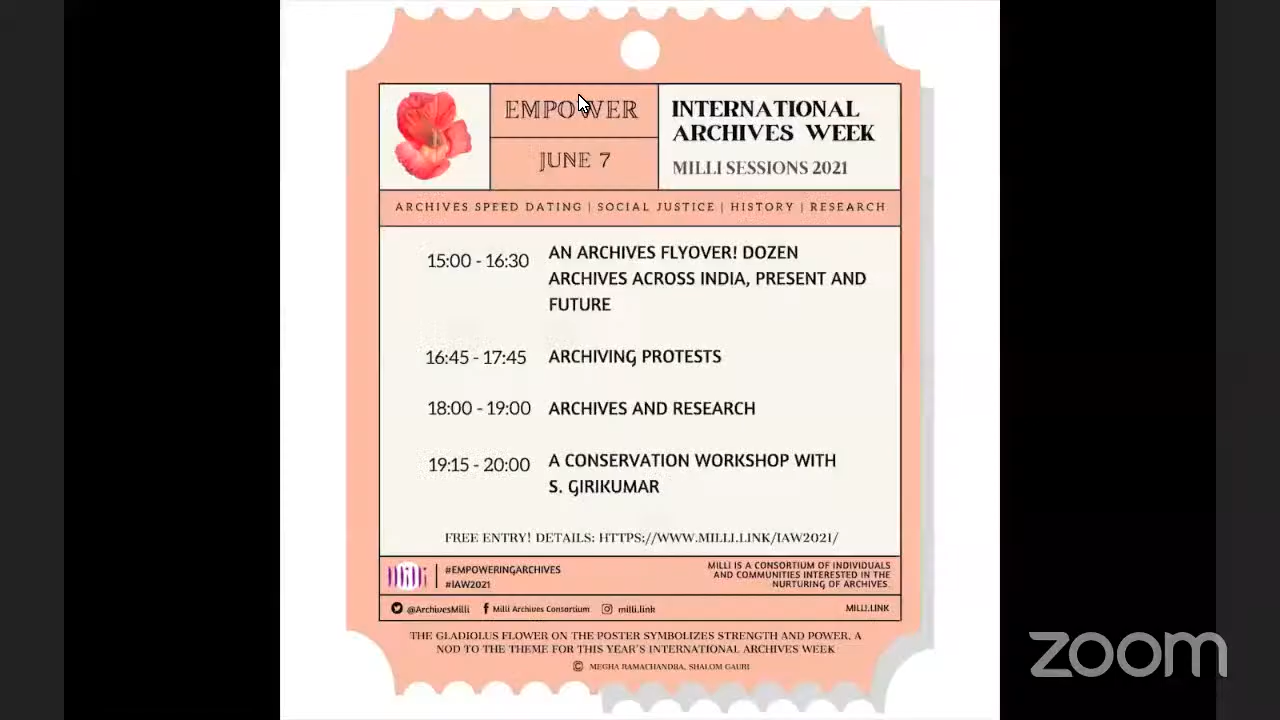 EMPOWER
JUNE 7
INTERNATIONAL
ARCHIVES WEEK
MILLI SESSIONS 2021
ARCHIVES SPEED DATING | SOCIAL JUSTICE | HISTORY | RESEARCH
15:00 - 16:30
AN ARCHIVES FLYOVER! DOZEN
ARCHIVES ACROSS INDIA, PRESENT AND
FUTURE
16:45 - 17:45
ARCHIVING PROTESTS
18:00 - 19:00
ARCHIVES AND RESEARCH
19:15 - 20:00
A CONSERVATION WORKSHOP WITH
S. GIRIKUMAR
FREE ENTRY! DETAILS: HTTPS://WWW.MILLI.LINK/IAW2021/
Milli
#EMPOWERINGARCHIVES
#IAW2021
MILLI IS A CONSORTIUM OF INDIVIDUALS
AND COMMUNITIES INTERESTED IN THE
NURTURING OF ARCHIVES.
@ArchivesMilli
Milli Archives Consortium
milli.link
MILLI.LINK
THE GLADIOLUS FLOWER ON THE POSTER SYMBOLIZES STRENGTH AND POWER, A
NOD TO THE THEME FOR THIS YEAR'S INTERNATIONAL ARCHIVES WEEK
© MEGHA RAMACHANDRA, SHALOM GAURI
zoom